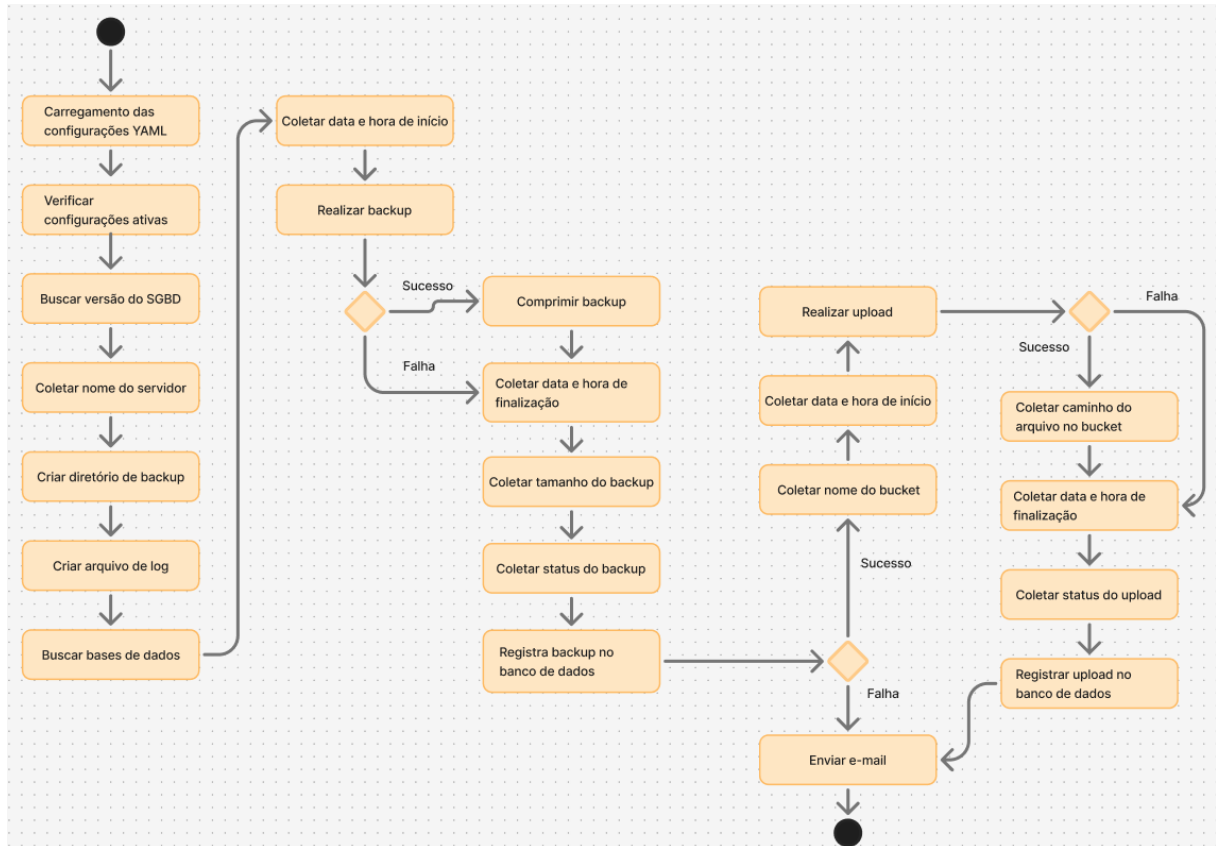 Carregamento das
configurações YAML
Verificar
configurações ativas
Buscar versão do SGBD
Coletar nome do servidor
Criar diretório de backup
Criar arquivo de log
Buscar bases de dados
Coletar data e hora de início
Realizar backup
Sucesso
Falha
Comprimir backup
Coletar data e hora de
finalização
Coletar tamanho do backup
Coletar status do backup
Registra backup no
banco de dados
Sucesso
Falha
Coletar nome do bucket
Coletar data e hora de início
Realizar upload
Sucesso
Falha
Coletar caminho do
arquivo no bucket
Coletar data e hora de
finalização
Coletar status do upload
Registrar upload no
banco de dados
Enviar e-mail